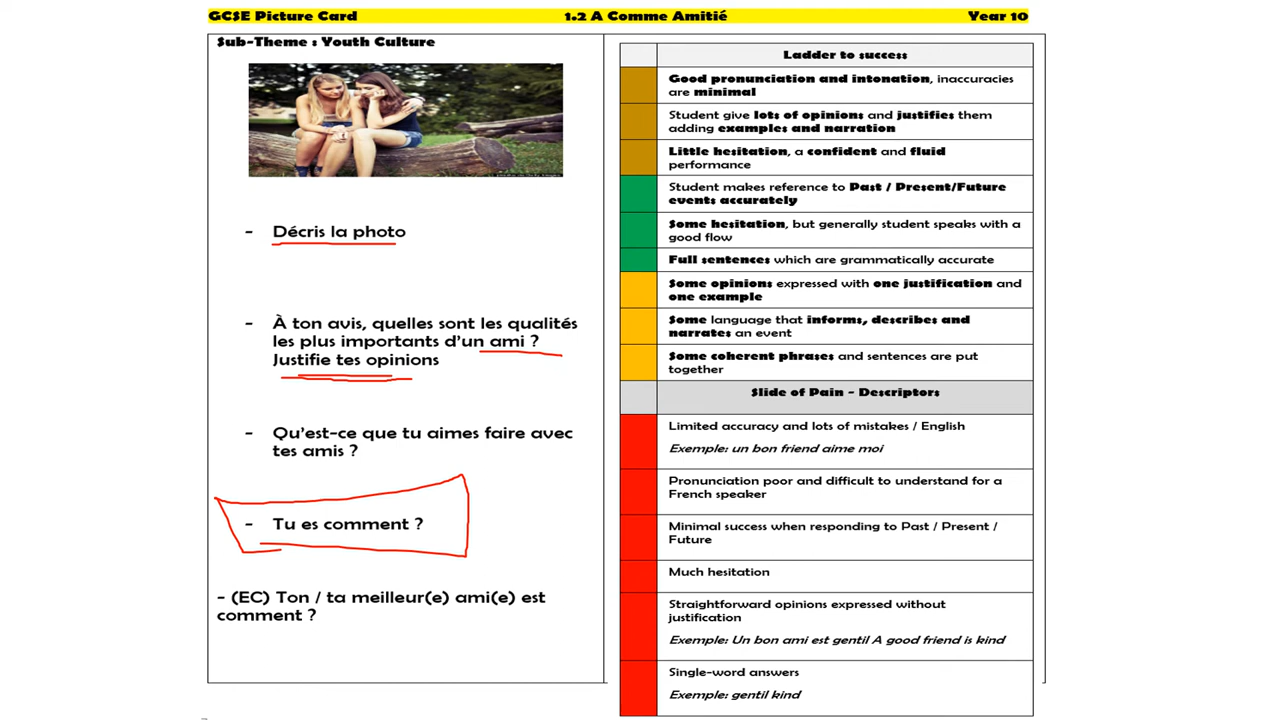 GCSE Picture Card 1.2 A Comme Amitié Year 10
Sub-Theme : Youth Culture
- Décris la photo
- À ton avis, quelles sont les qualités
les plus importants d'un ami ?
Justifie tes opinions
- Qu'est-ce que tu aimes faire avec
tes amis ?
- Tu es comment ?
- (EC) Ton / ta meilleur(e) ami(e) est
comment ?
Ladder to success
Good pronunciation and intonation, inaccuracies
are minimal
Student give lots of opinions and justifies them
adding examples and narration
Little hesitation, a confident and fluid
performance
Student makes reference to Past / Present/Future
events accurately
Some hesitation, but generally student speaks with a
good flow
Full sentences which are grammatically accurate
Some opinions expressed with one justification and
one example
Some language that informs, describes and
narrates an event
Some coherent phrases and sentences are put
together
Slide of Pain - Descriptors
Limited accuracy and lots of mistakes / English
Exemple: un bon friend aime moi
Pronunciation poor and difficult to understand for a
French speaker
Minimal success when responding to Past / Present /
Future
Much hesitation
Straightforward opinions expressed without
justification
Exemple: Un bon ami est gentil A good friend is kind
Single-word answers
Exemple: gentil kind